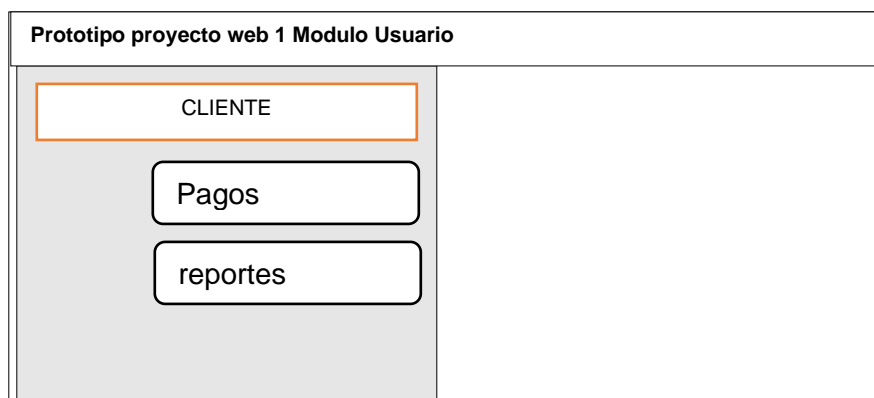 Prototipo proyecto web 1 Modulo Usuario
CLIENTE
Pagos
reportes